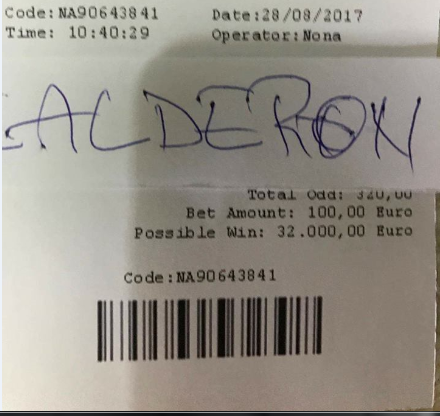 Code:NA90643841 Date:28/08/2017
Time: 10:40:29 Operator:Nona
CALDERON
Total Odd: 320,00
Bet Amount: 100,00 Euro
Possible Win: 32.000,00 Euro
Code:NA90643841